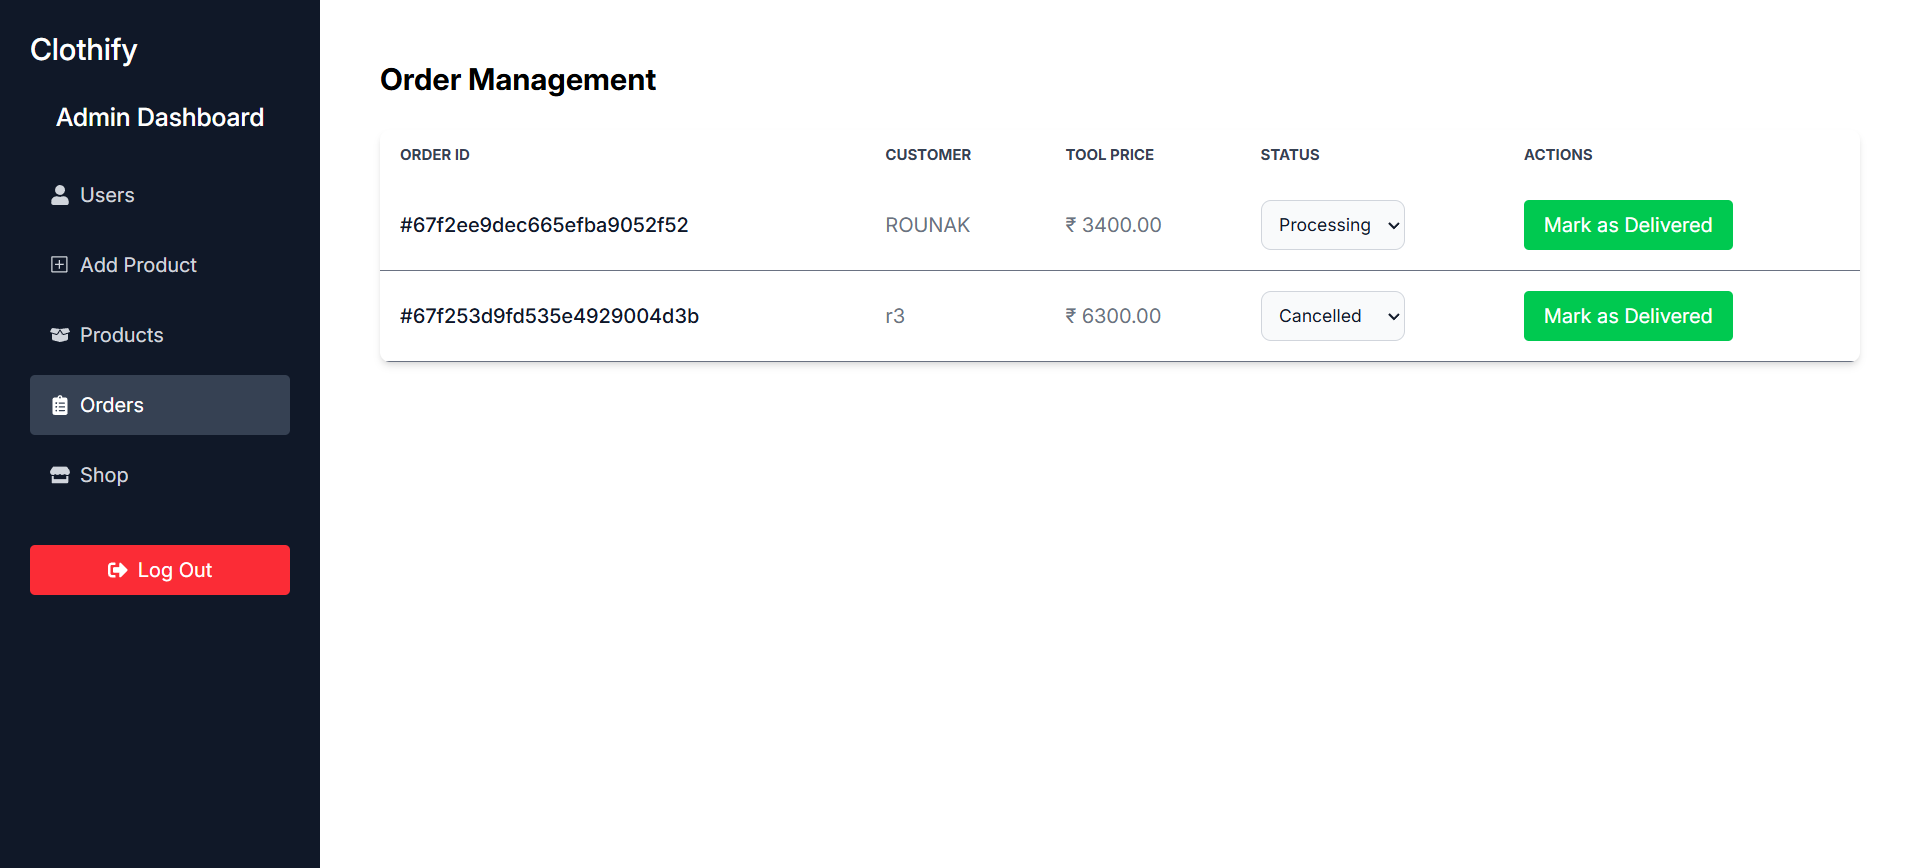 Clothify
Admin Dashboard
Users
Add Product
Products
Orders
Shop
Log Out
Order Management
ORDER ID CUSTOMER TOOL PRICE STATUS ACTIONS
#67f2ee9dec665efba9052f52 ROUNAK ₹ 3400.00 Processing Mark as Delivered
#67f253d9fd535e4929004d3b r3 ₹ 6300.00 Cancelled Mark as Delivered